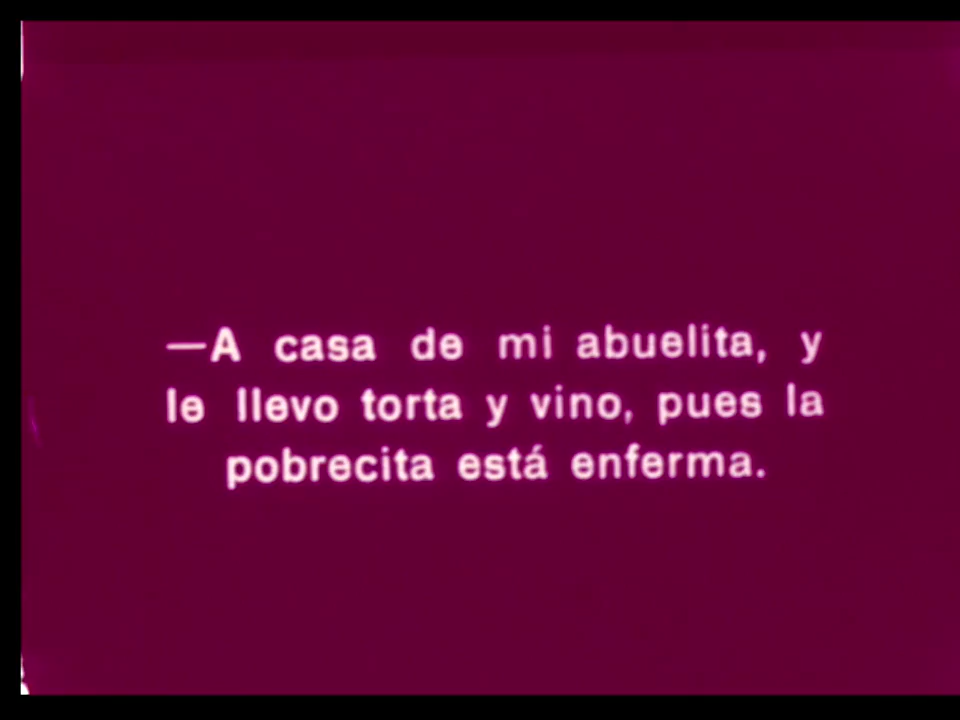 —A casa de mi abuelita, y
le llevo torta y vino, pues la
pobrecita está enferma.